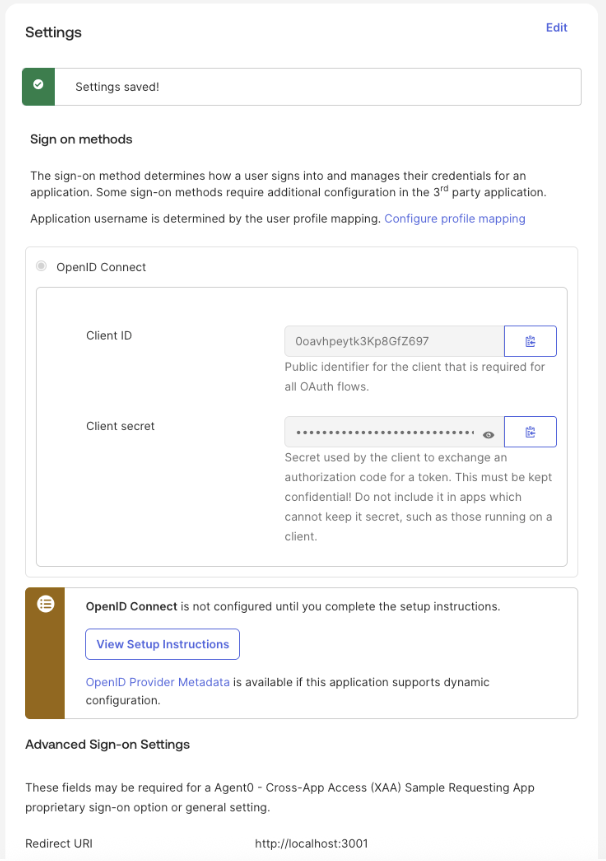 Settings
Edit
Settings saved!
Sign on methods
The sign-on method determines how a user signs into and manages their credentials for an
application. Some sign-on methods require additional configuration in the 3rd party application.
Application username is determined by the user profile mapping. Configure profile mapping
OpenID Connect
Client ID
0oavhpeytk3Kp8GfZ697
Public identifier for the client that is required for
all OAuth flows.
Client secret
••••••••••••••••••••••••••••
Secret used by the client to exchange an
authorization code for a token. This must be kept
confidential! Do not include it in apps which
cannot keep it secret, such as those running on a
client.
OpenID Connect is not configured until you complete the setup instructions.
View Setup Instructions
OpenID Provider Metadata is available if this application supports dynamic
configuration.
Advanced Sign-on Settings
These fields may be required for a Agent0 - Cross-App Access (XAA) Sample Requesting App
proprietary sign-on option or general setting.
Redirect URI
http://localhost:3001